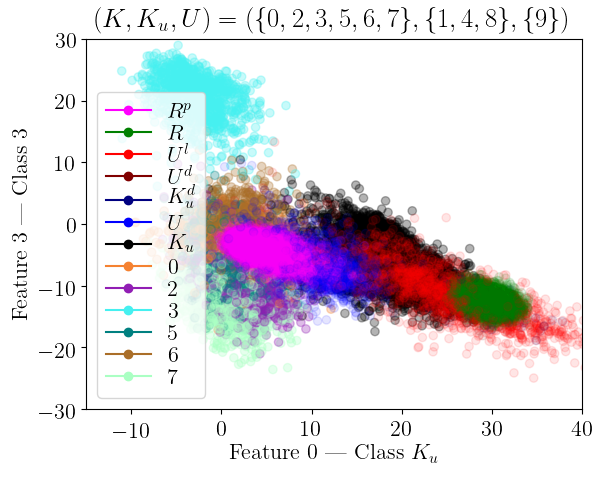 (K, K_u, U) = ({0, 2, 3, 5, 6, 7}, {1, 4, 8}, {9})
30
20
10
0
−10
−20
−30
Feature 3 — Class 3
R^p
R
U^l
U^d
K_u^d
U
K_u
0
2
3
5
6
7
−10
0
10
20
30
40
Feature 0 — Class K_u